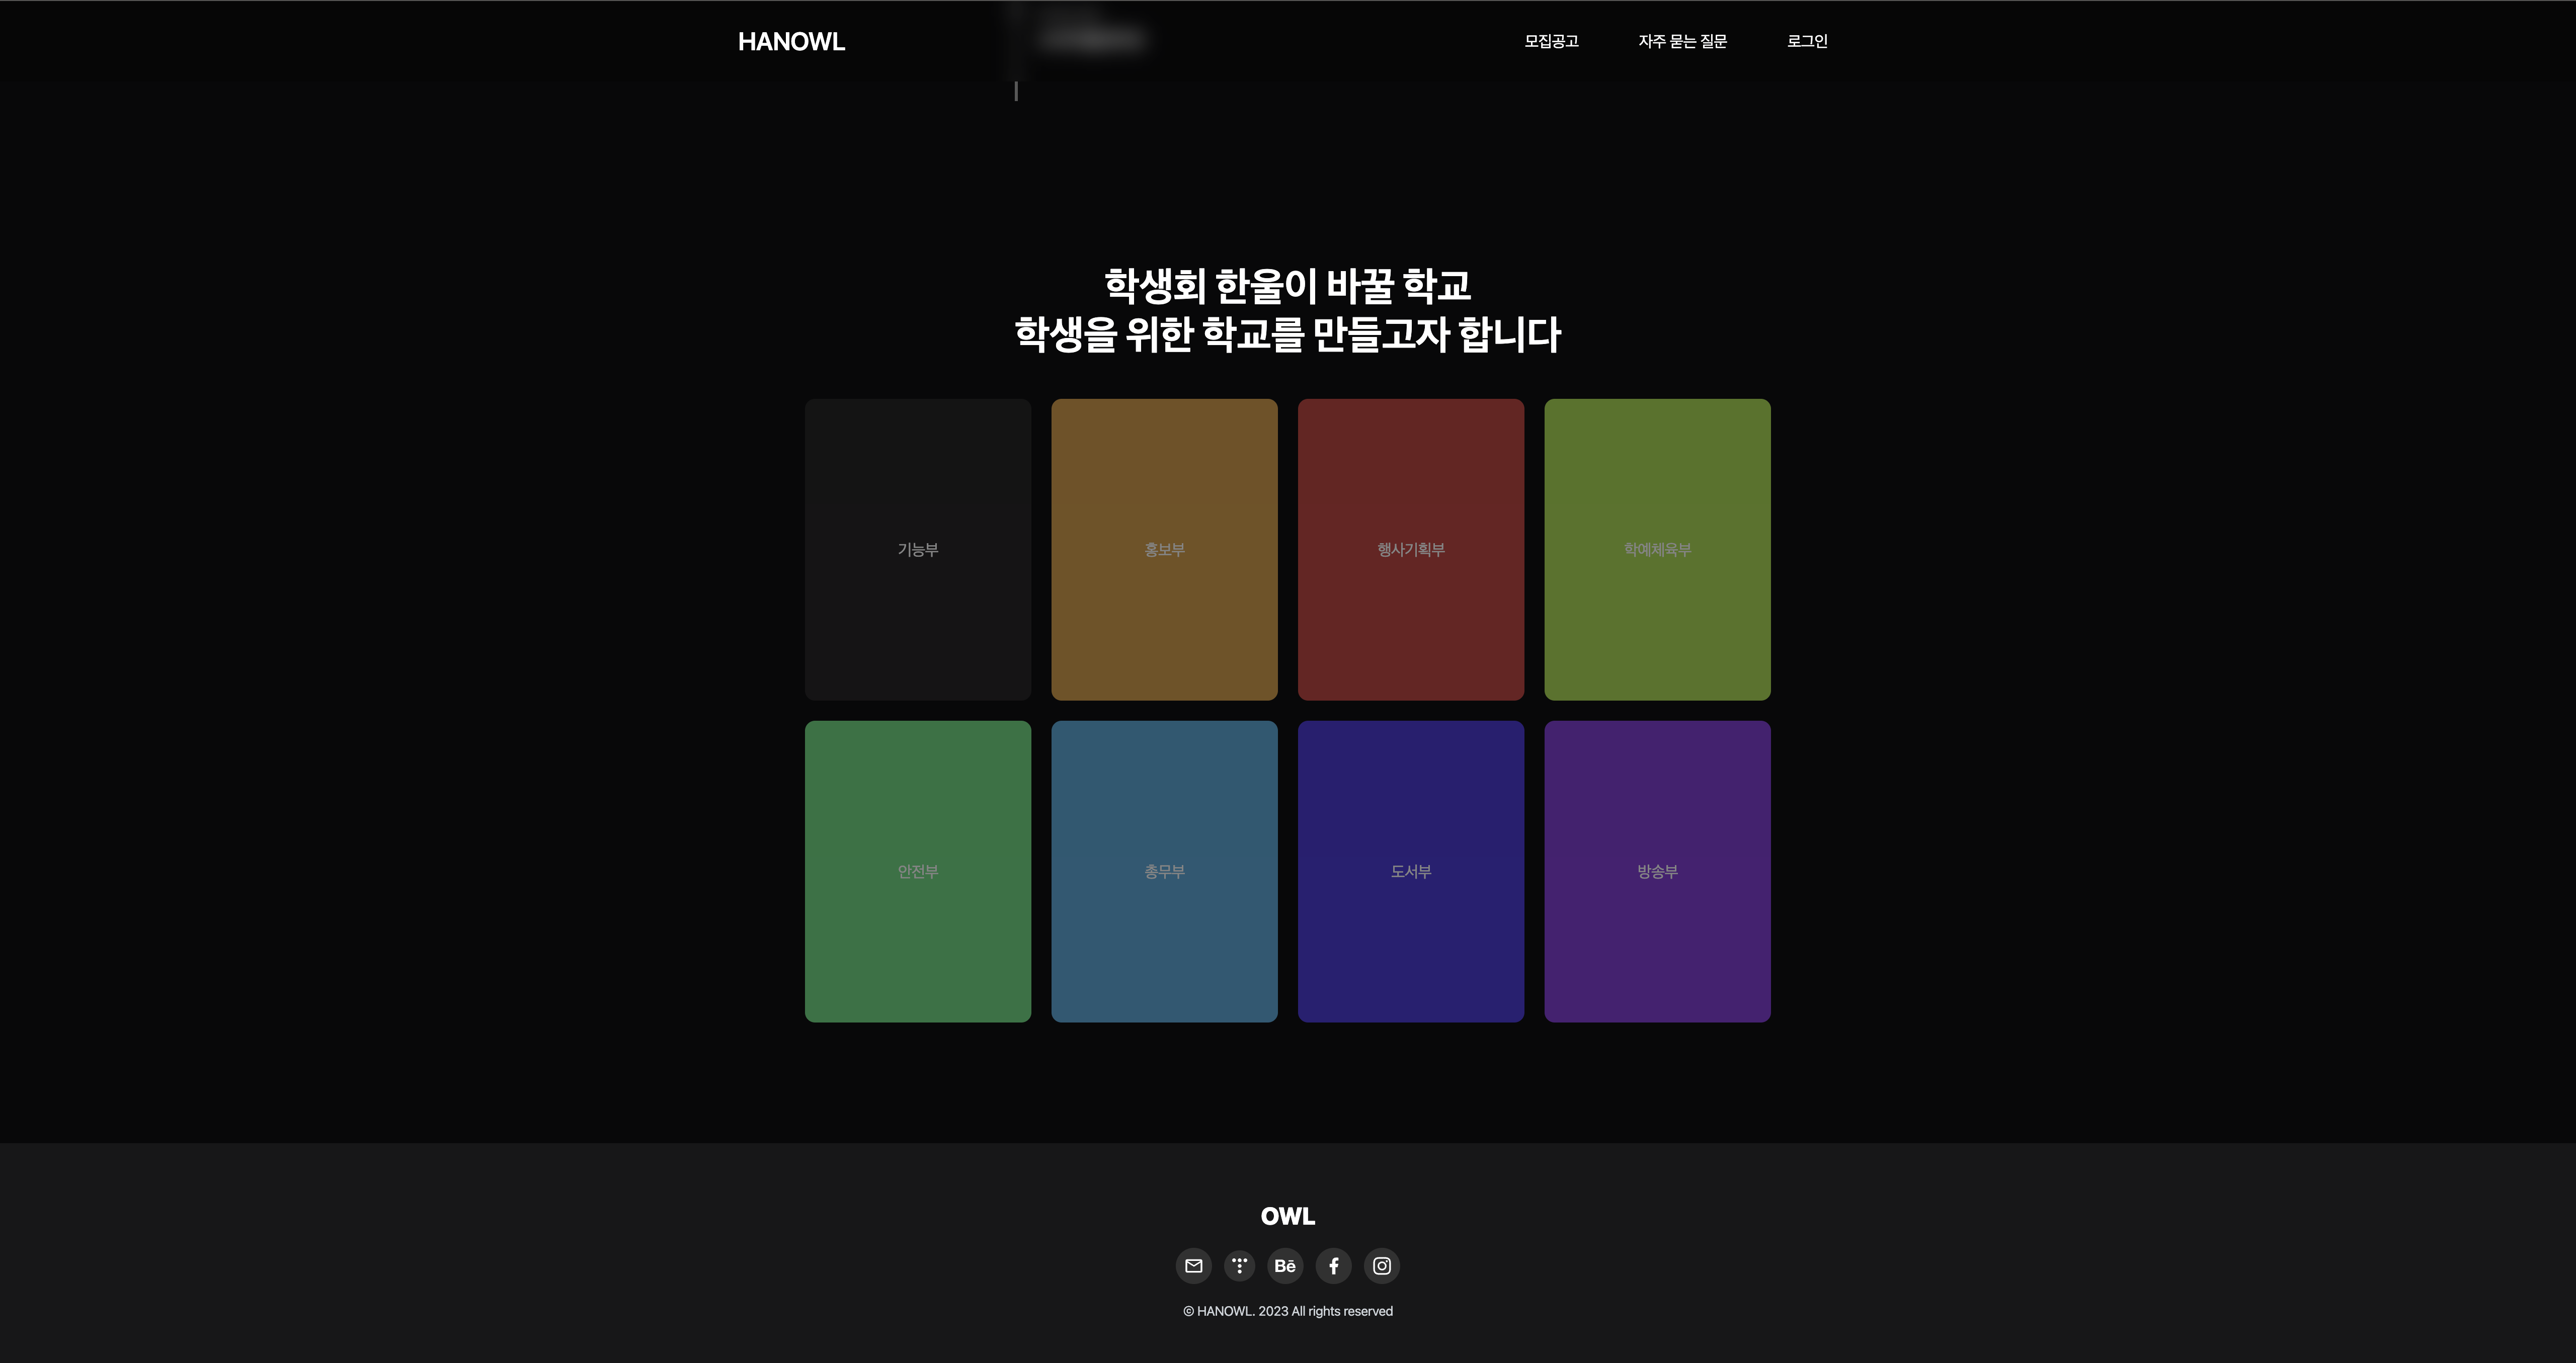 HANOWL
모집공고
자주 묻는 질문
로그인
학생회 한울이 바꿀 학교
학생을 위한 학교를 만들고자 합니다
기능부
홍보부
행사기획부
학예체육부
안전부
총무부
도서부
방송부
OWL
Bē
© HANOWL. 2023 All rights reserved